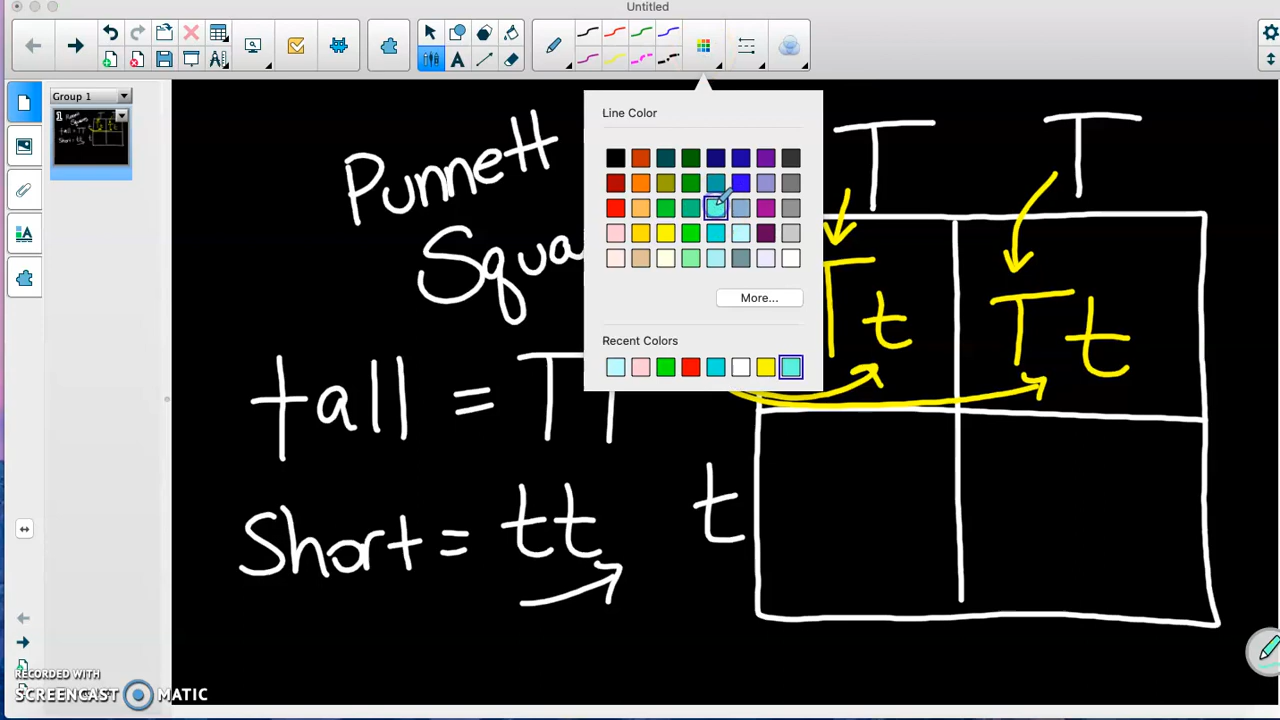 Untitled
Group 1
1
Line Color
More...
Recent Colors
Punnett
Squa
tall = TT
Short = tt
T T
Tt Tt
t
RECORDED WITH
SCREENCAST MATIC